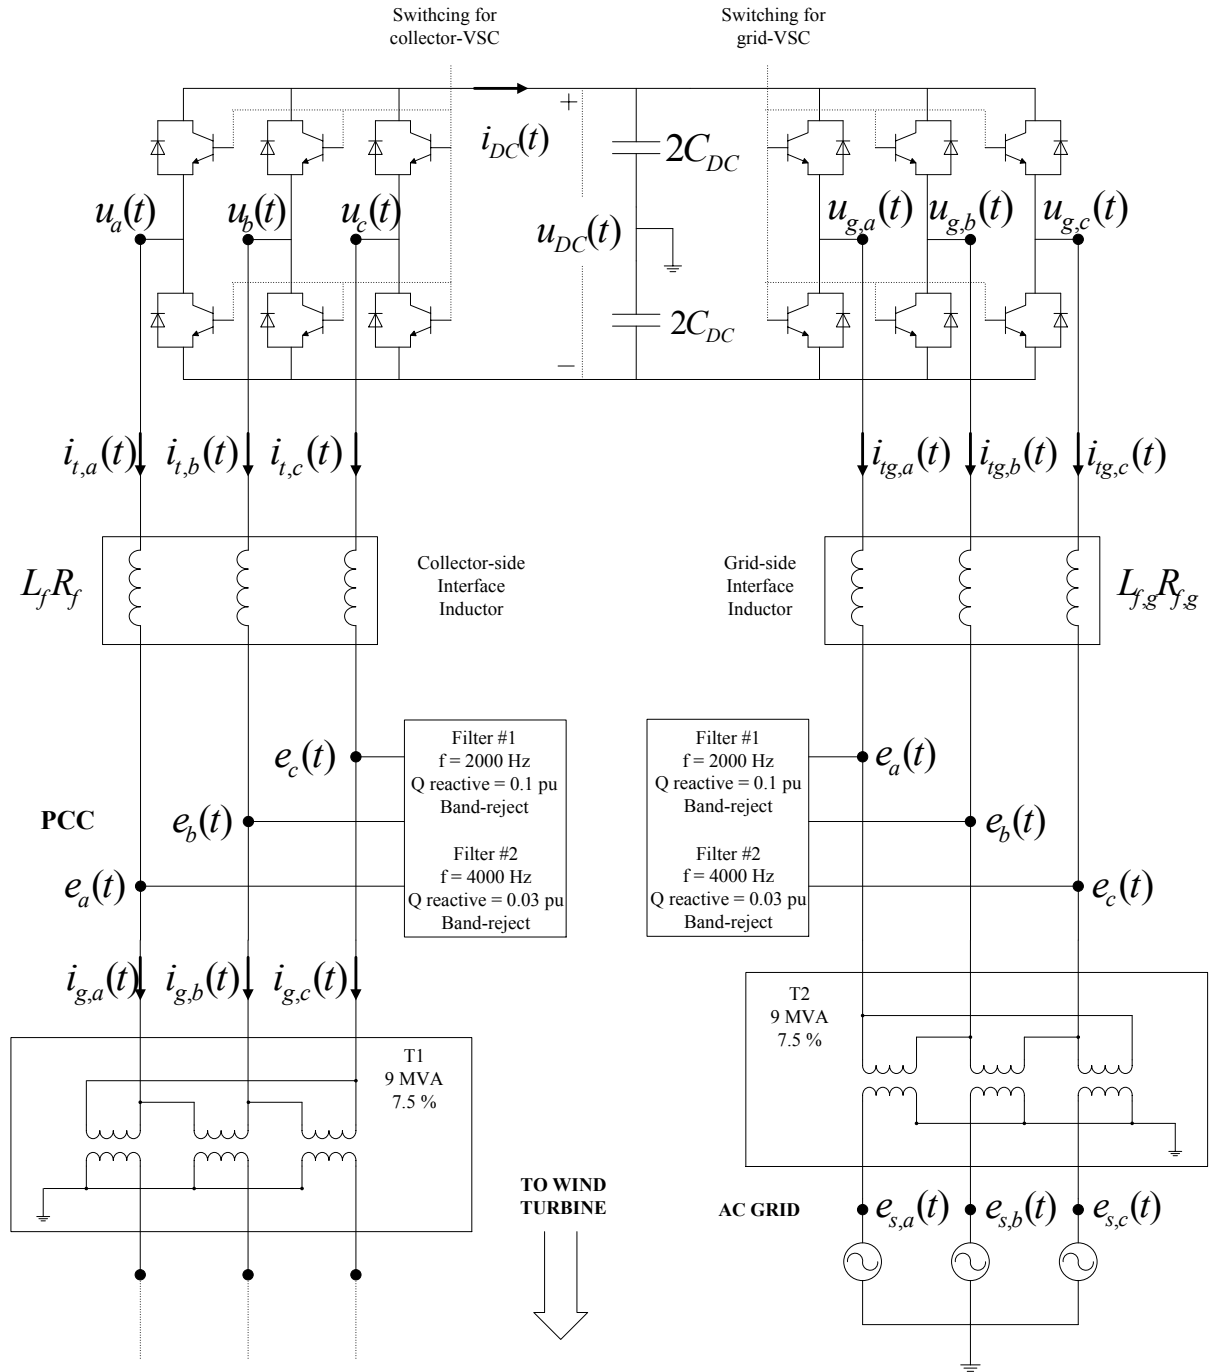 Swithcing for
collector-VSC
Switching for
grid-VSC
+
i_DC(t)
2C_DC
u_a(t)
u_b(t)
u_c(t)
u_DC(t)
u_g,a(t)
u_g,b(t)
u_g,c(t)
2C_DC
—
i_t,a(t)
i_t,b(t)
i_t,c(t)
i_tg,a(t)
i_tg,b(t)
i_tg,c(t)
L_f R_f
Collector-side
Interface
Inductor
Grid-side
Interface
Inductor
L_f,g R_f,g
e_c(t)
Filter #1
f = 2000 Hz
Q reactive = 0.1 pu
Band-reject
Filter #2
f = 4000 Hz
Q reactive = 0.03 pu
Band-reject
Filter #1
f = 2000 Hz
Q reactive = 0.1 pu
Band-reject
Filter #2
f = 4000 Hz
Q reactive = 0.03 pu
Band-reject
e_a(t)
PCC
e_b(t)
e_b(t)
e_a(t)
e_c(t)
i_g,a(t)
i_g,b(t)
i_g,c(t)
T1
9 MVA
7.5 %
T2
9 MVA
7.5 %
TO WIND
TURBINE
AC GRID
e_s,a(t)
e_s,b(t)
e_s,c(t)